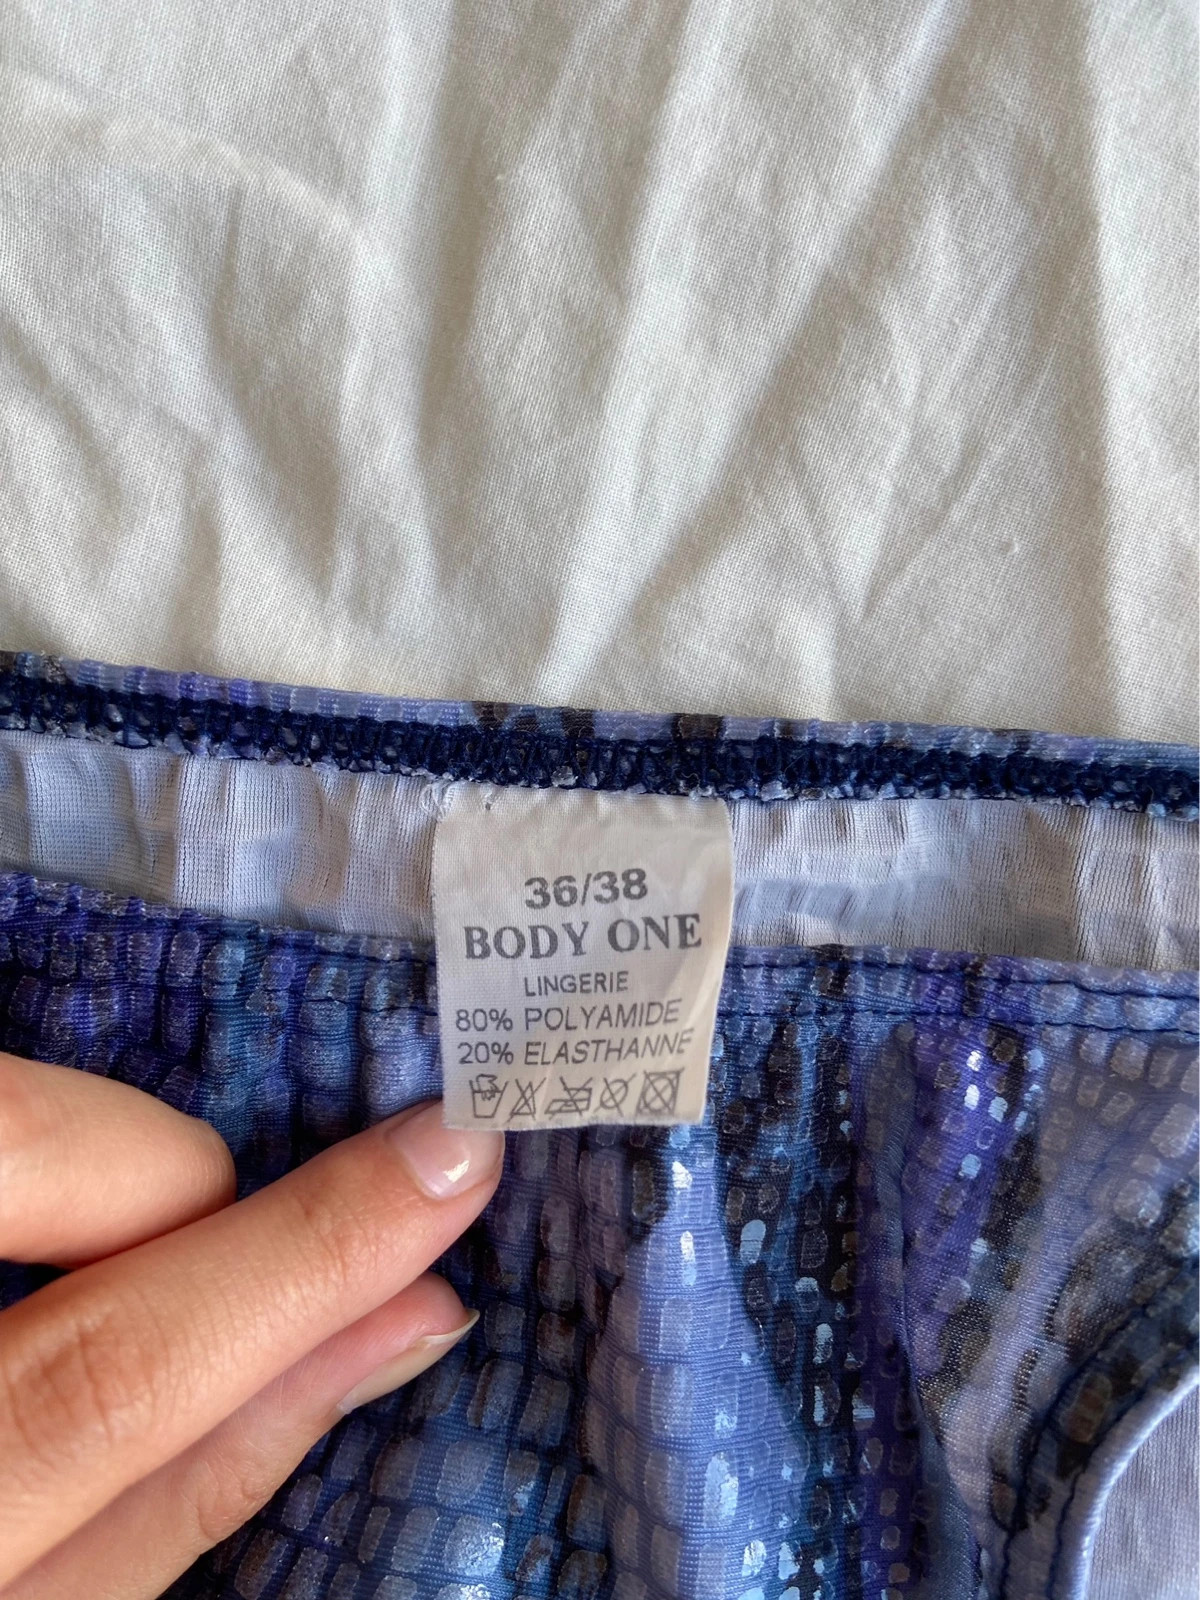 36/38
BODY ONE
LINGERIE
80% POLYAMIDE
20% ELASTHANNE